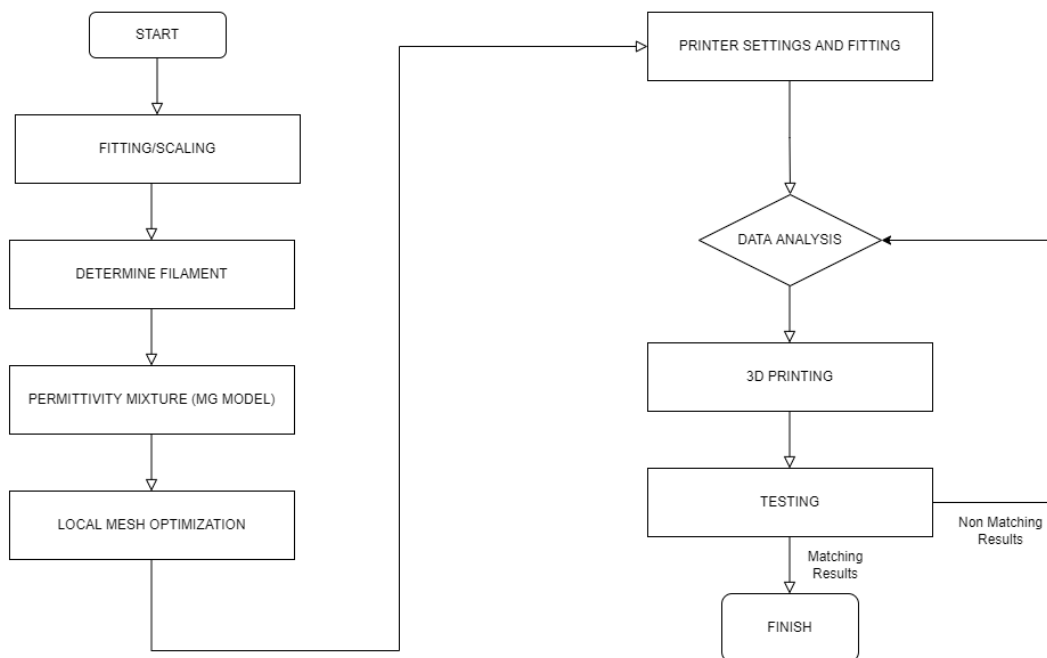 START
FITTING/SCALING
DETERMINE FILAMENT
PERMITTIVITY MIXTURE (MG MODEL)
LOCAL MESH OPTIMIZATION
PRINTER SETTINGS AND FITTING
DATA ANALYSIS
3D PRINTING
TESTING
Non Matching
Results
Matching
Results
FINISH